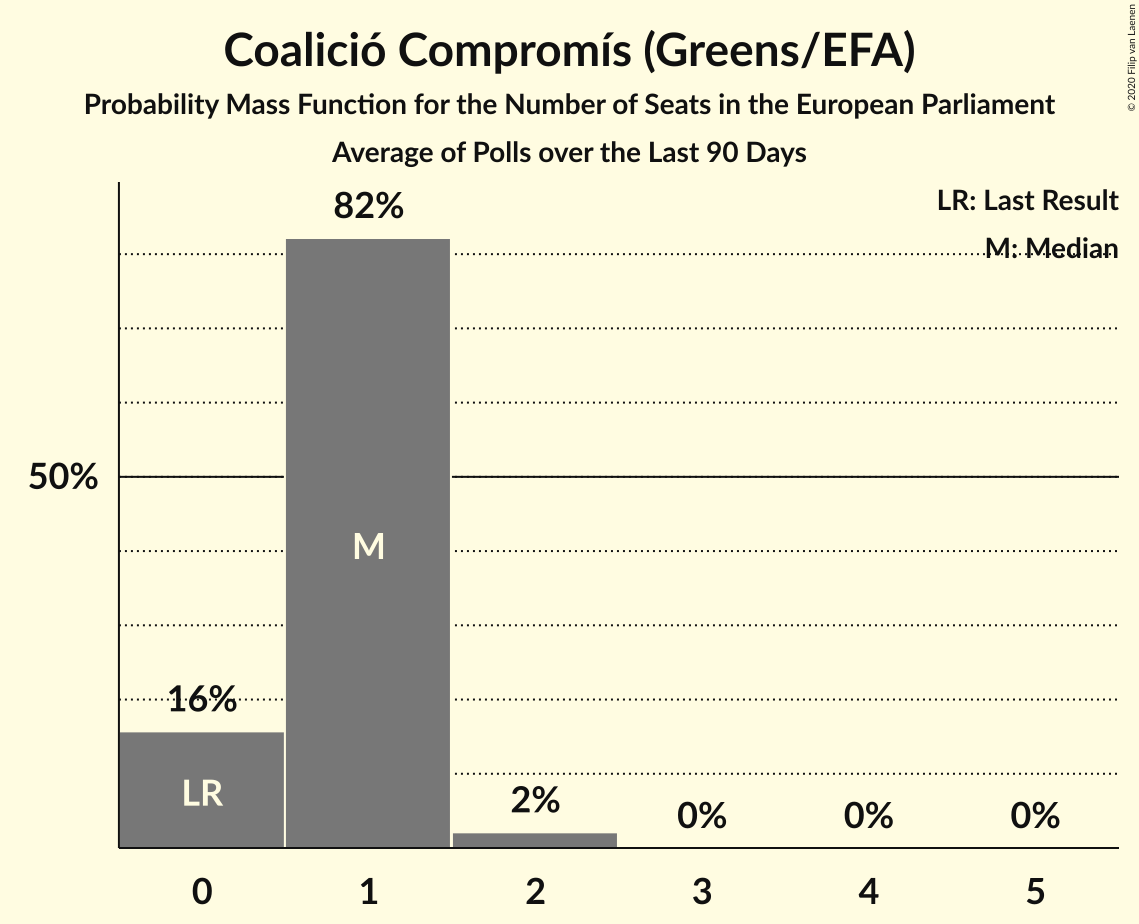 Coalició Compromís (Greens/EFA)
Probability Mass Function for the Number of Seats in the European Parliament
Average of Polls over the Last 90 Days
© 2020 Filip van Laenen
LR: Last Result
M: Median
82%
50%
M
16%
LR
2%
0%
0%
0%
0
1
2
3
4
5